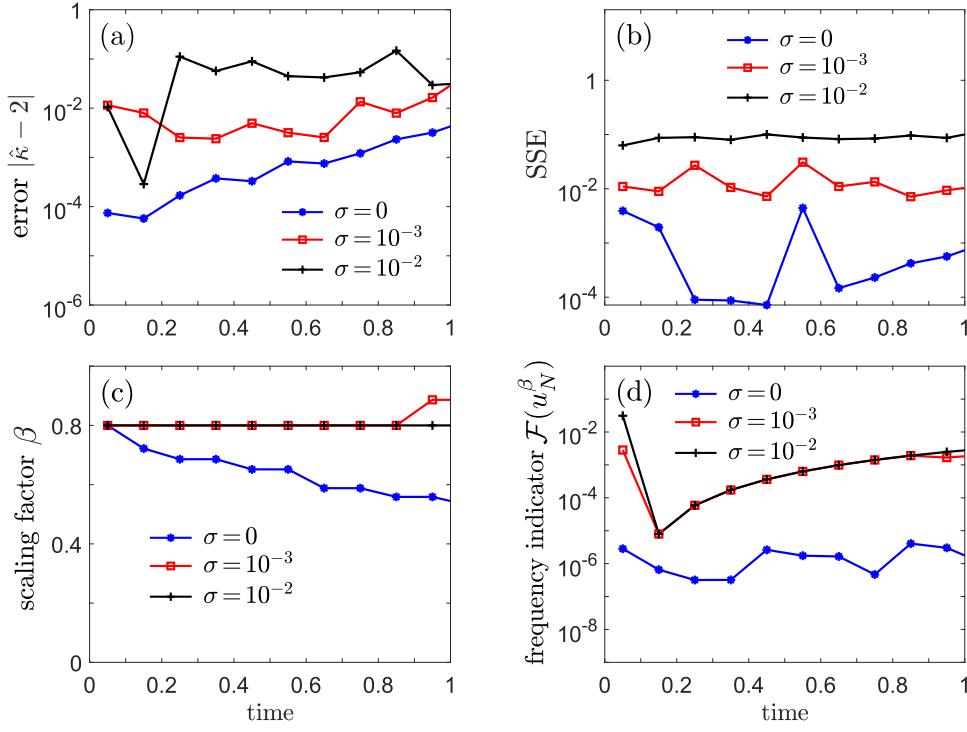 (a)
1
10⁻²
10⁻⁴
10⁻⁶
error |κ̂ − 2|
σ = 0
σ = 10⁻³
σ = 10⁻²
0 0.2 0.4 0.6 0.8 1
(b)
1
10⁻²
10⁻⁴
SSE
σ = 0
σ = 10⁻³
σ = 10⁻²
0 0.2 0.4 0.6 0.8 1
(c)
0.8
0.4
0
scaling factor β
σ = 0
σ = 10⁻³
σ = 10⁻²
0 0.2 0.4 0.6 0.8 1
time
(d)
10⁻²
10⁻⁴
10⁻⁶
10⁻⁸
frequency indicator ℱ(u_N^β)
σ = 0
σ = 10⁻³
σ = 10⁻²
0 0.2 0.4 0.6 0.8 1
time